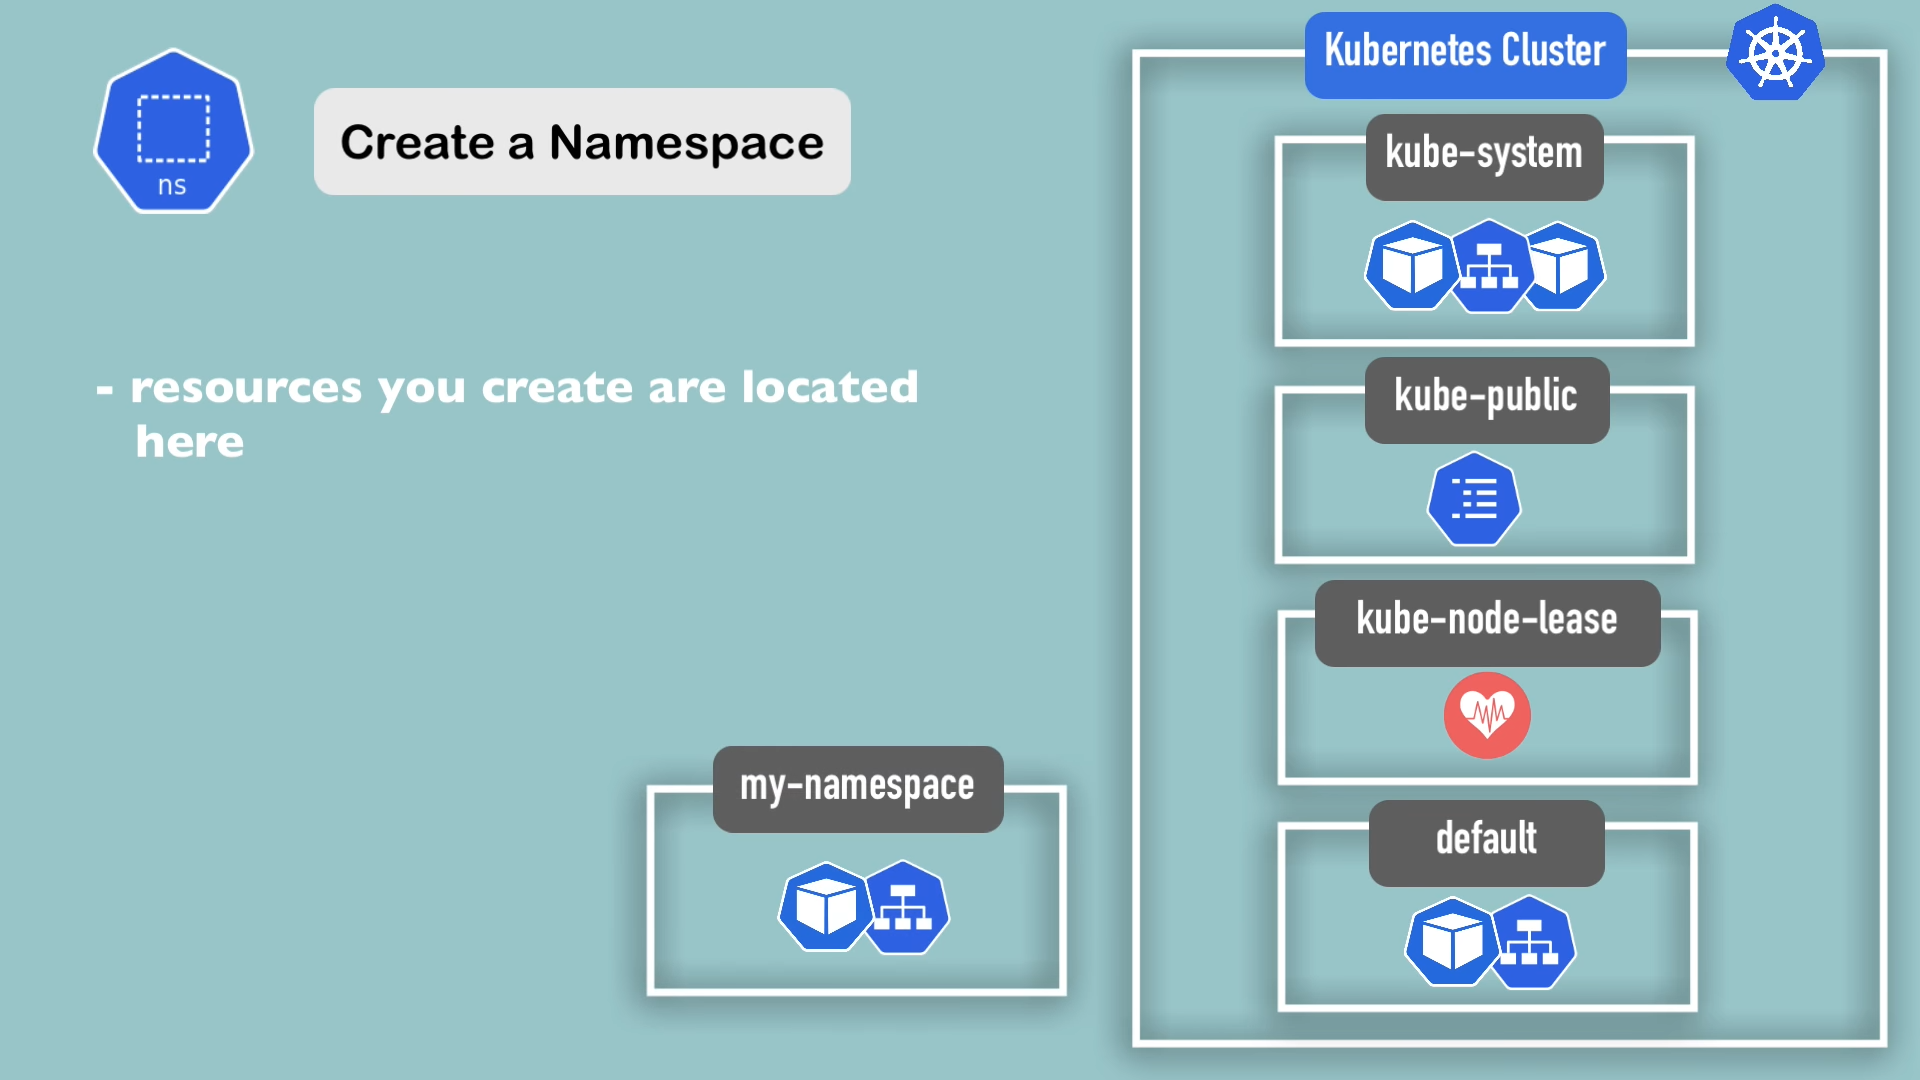 ns
Create a Namespace
- resources you create are located
here
my-namespace
Kubernetes Cluster
kube-system
kube-public
kube-node-lease
default